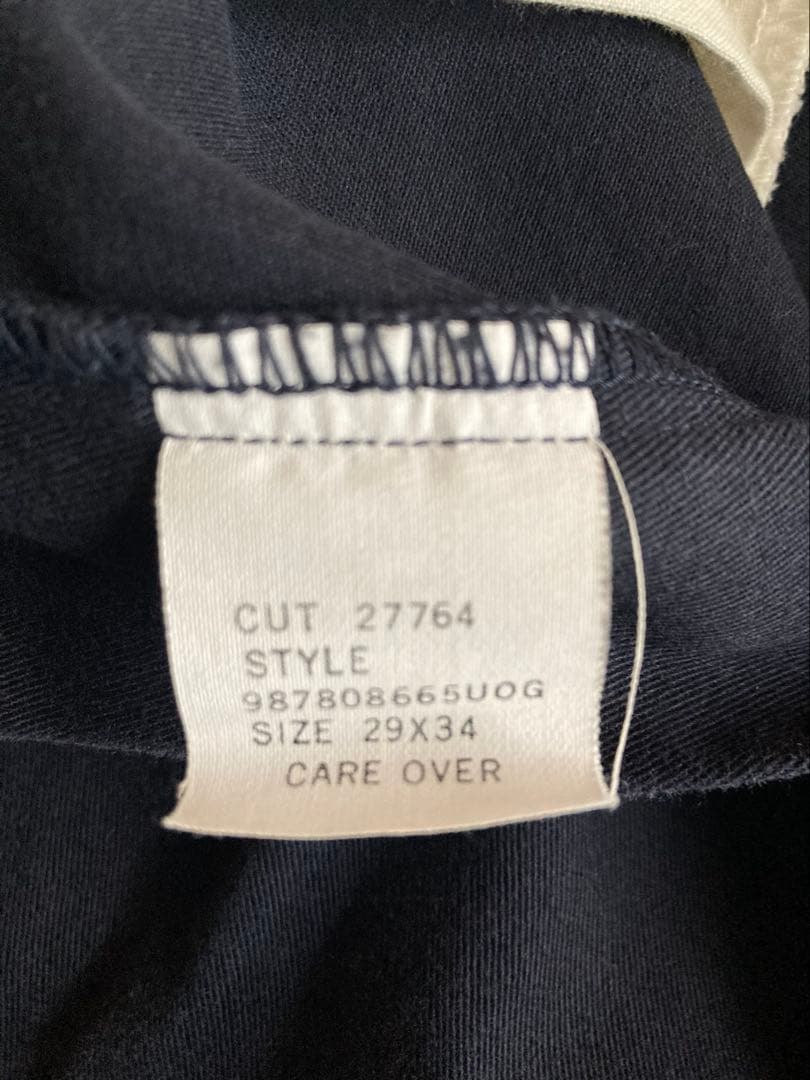 CUT 27764
STYLE
987808665UOG
SIZE 29X34
CARE OVER